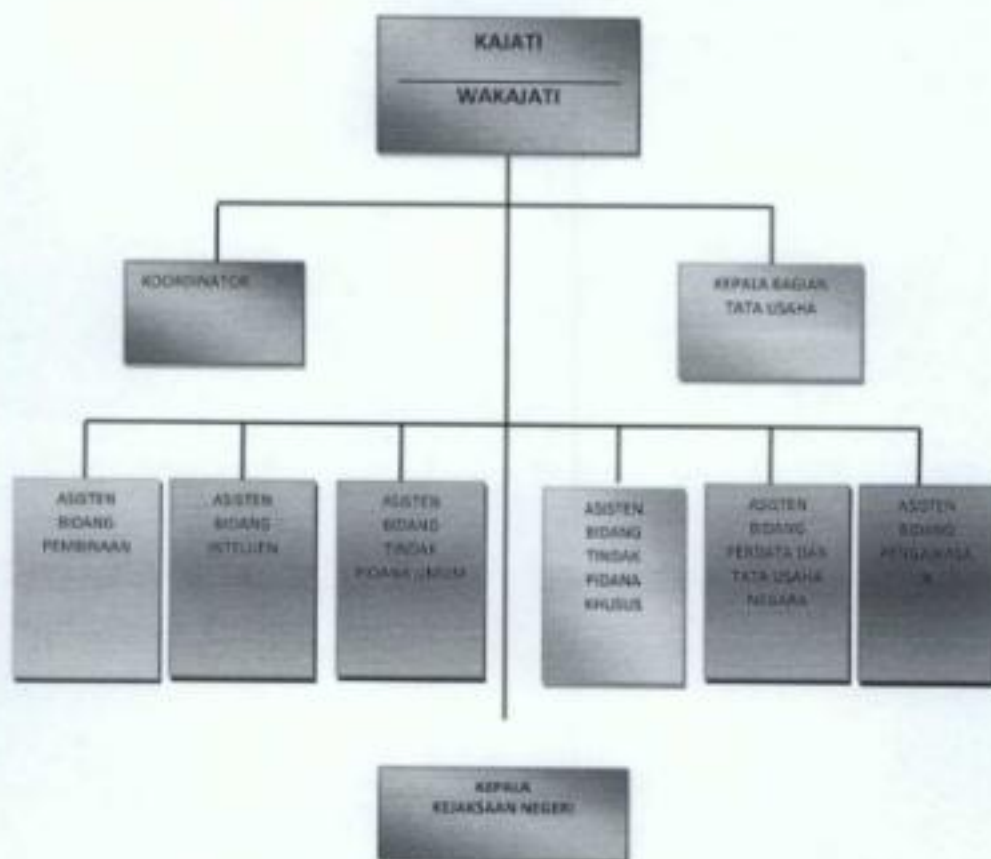 KAJATI
WAKAJATI
KOORDINATOR
KEPALA BAGIAN
TATA USAHA
ASISTEN
BIDANG
PEMBINAAN
ASISTEN
BIDANG
INTELIJEN
ASISTEN
BIDANG
TINDAK
PIDANA UMUM
ASISTEN
BIDANG
TINDAK
PIDANA
KHUSUS
ASISTEN
BIDANG
PERDATA DAN
TATA USAHA
NEGARA
ASISTEN
BIDANG
PENGAWASA
N
KEPALA
KEJAKSAAN NEGERI